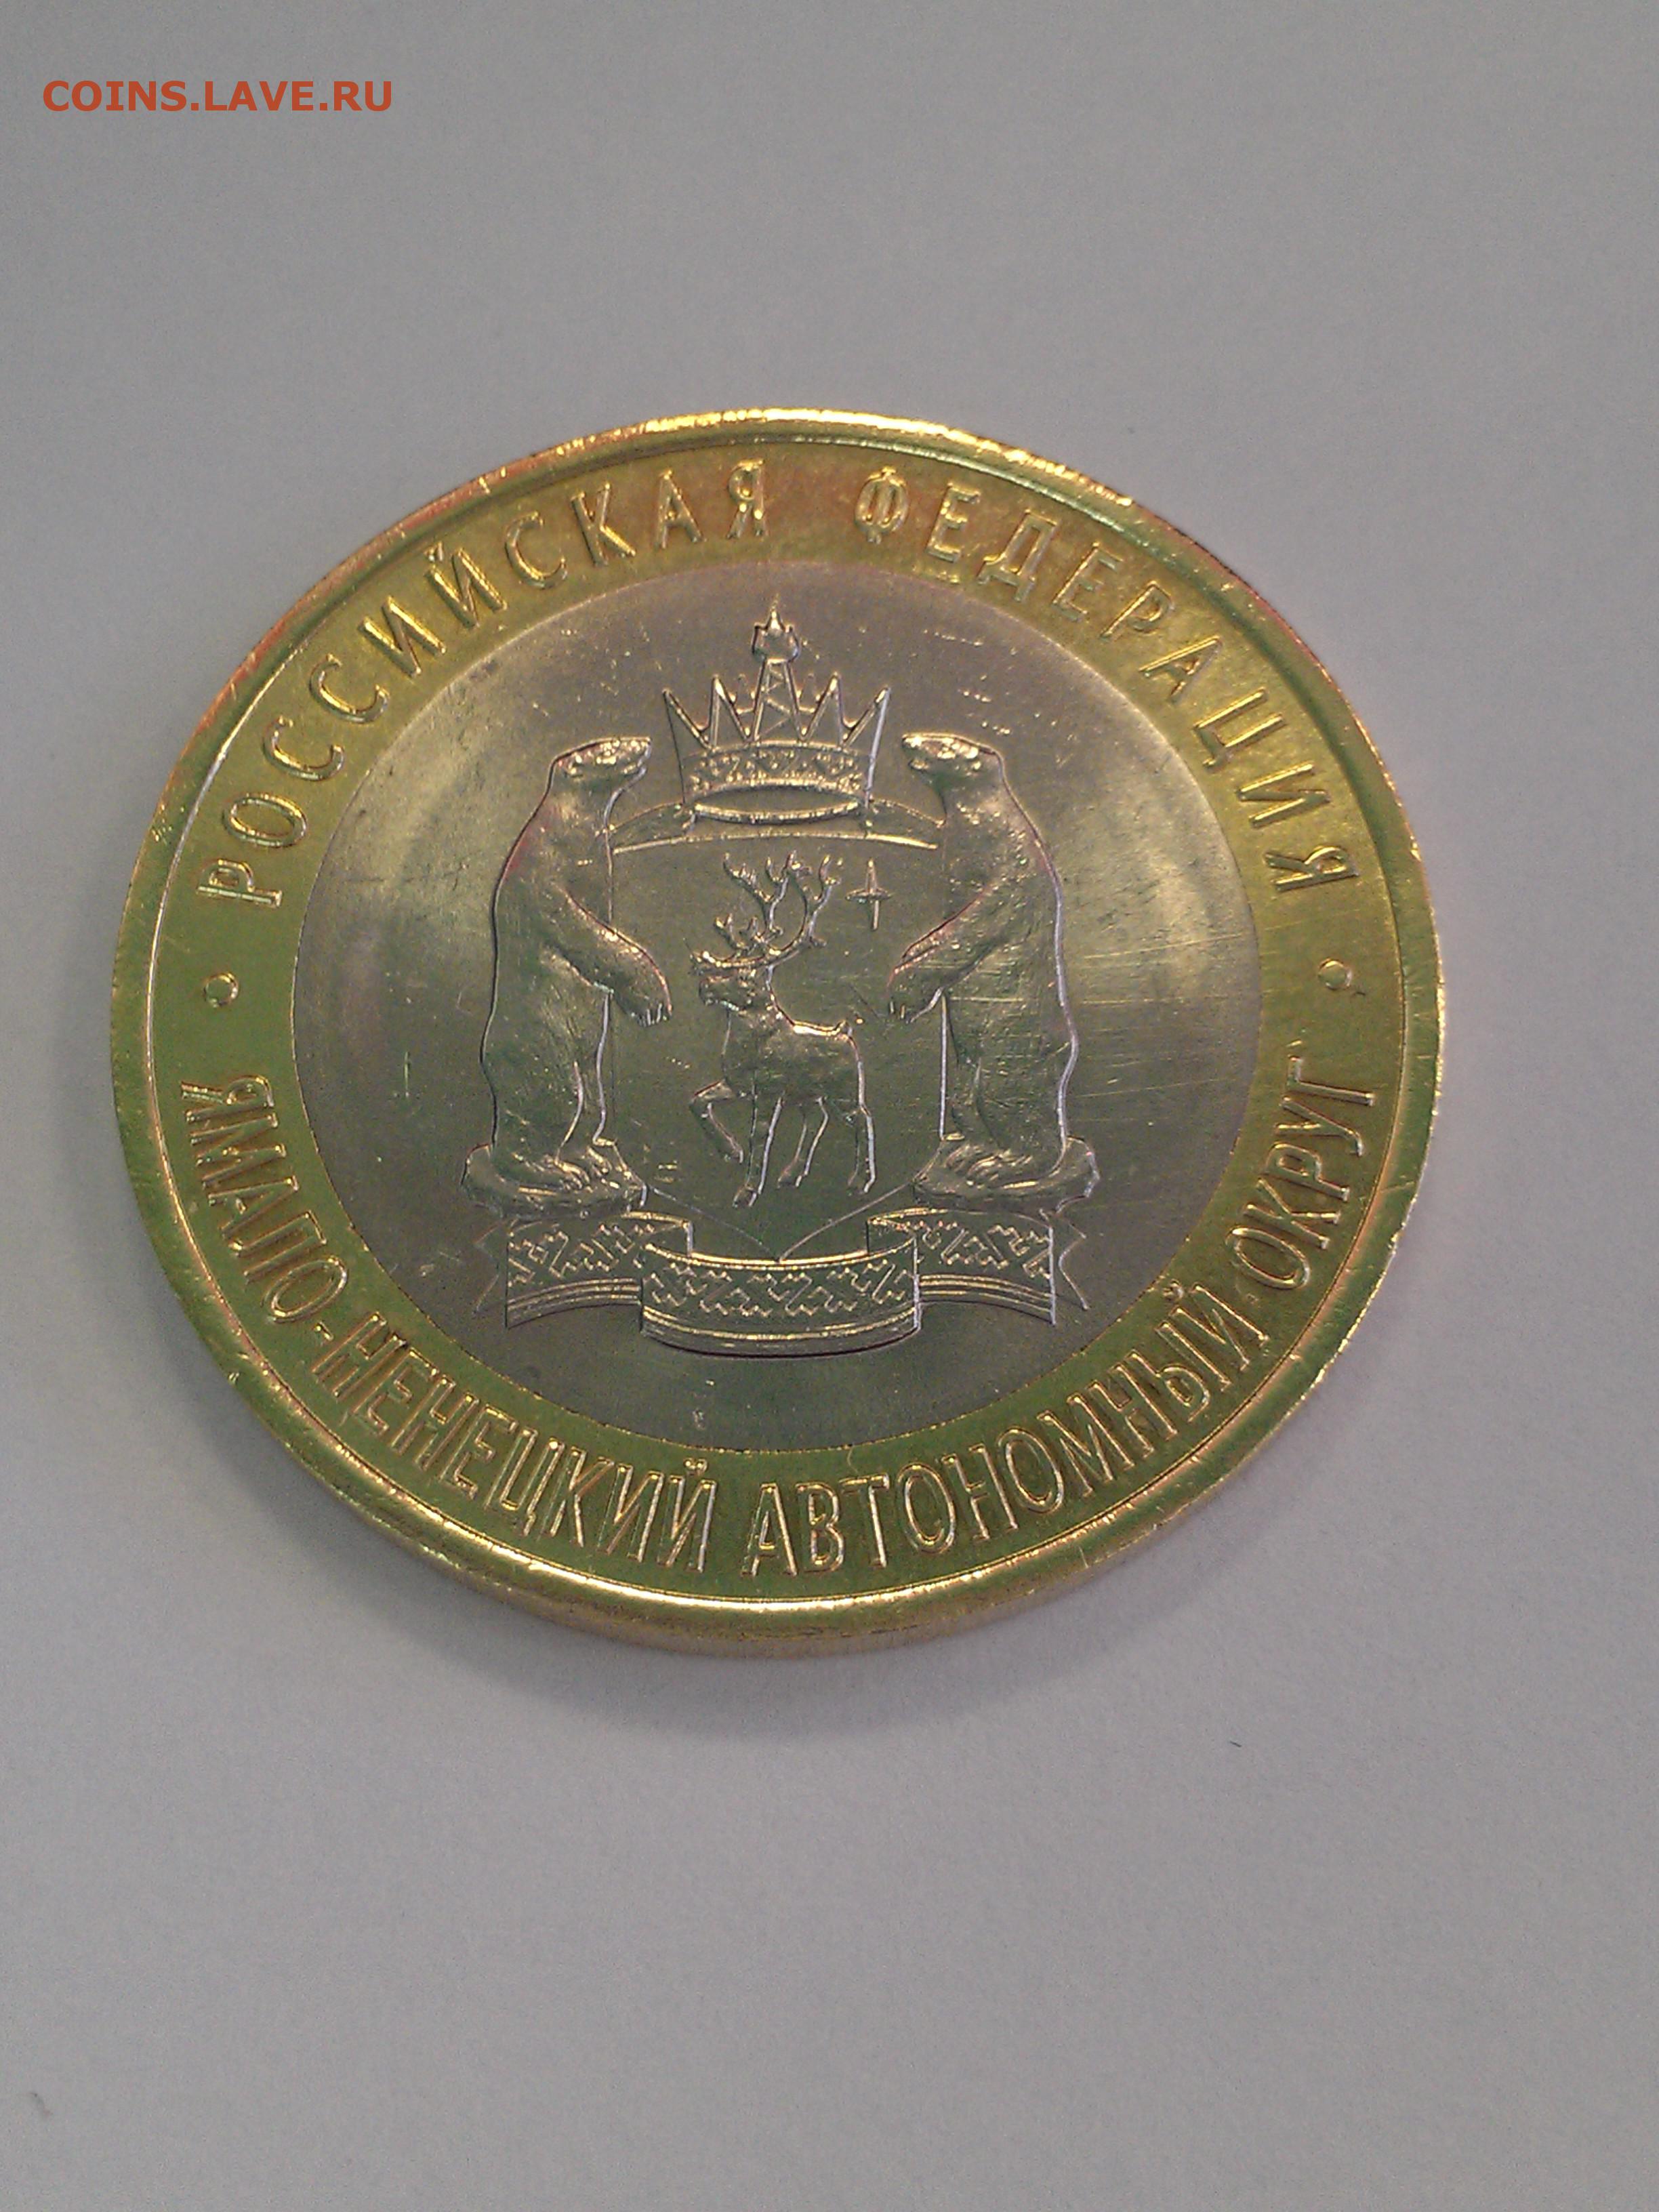 COINS.LAVE.RU
РОССИЙСКАЯ ФЕДЕРАЦИЯ
ЯМАЛО-НЕНЕЦКИЙ АВТОНОМНЫЙ ОКРУГ